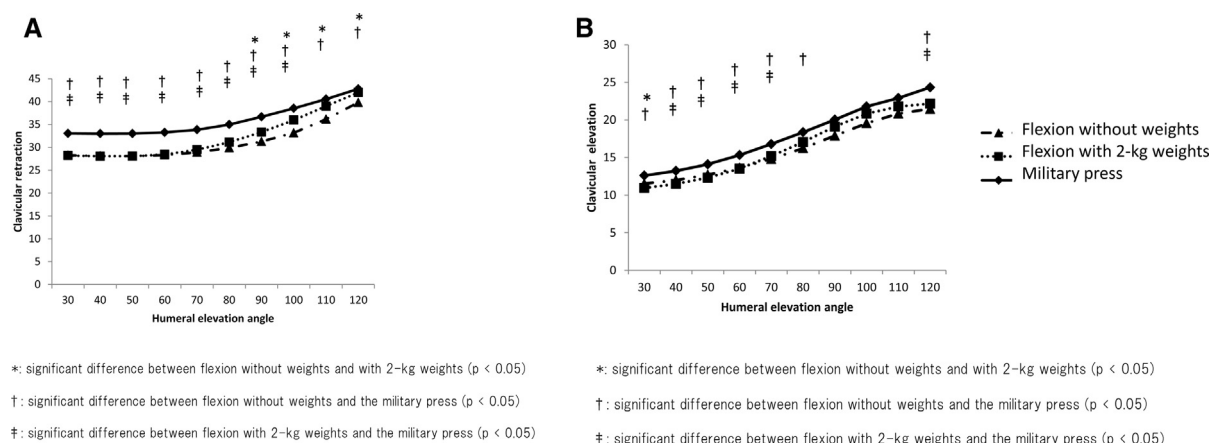 A
* * * *
† † † † † † † † † †
‡ ‡ ‡ ‡ ‡ ‡ ‡ ‡
45
40
35
30
25
20
15
10
5
0
Clavicular retraction
30 40 50 60 70 80 90 100 110 120
Humeral elevation angle
*: significant difference between flexion without weights and with 2-kg weights (p < 0.05)
†: significant difference between flexion without weights and the military press (p < 0.05)
‡: significant difference between flexion with 2-kg weights and the military press (p < 0.05)
B
*
† † † † † † †
‡ ‡ ‡ ‡ ‡
30
25
20
15
10
5
0
Clavicular elevation
30 40 50 60 70 80 90 100 110 120
Humeral elevation angle
Flexion without weights
Flexion with 2-kg weights
Military press
*: significant difference between flexion without weights and with 2-kg weights (p < 0.05)
†: significant difference between flexion without weights and the military press (p < 0.05)
‡: significant difference between flexion with 2-kg weights and the military press (p < 0.05)